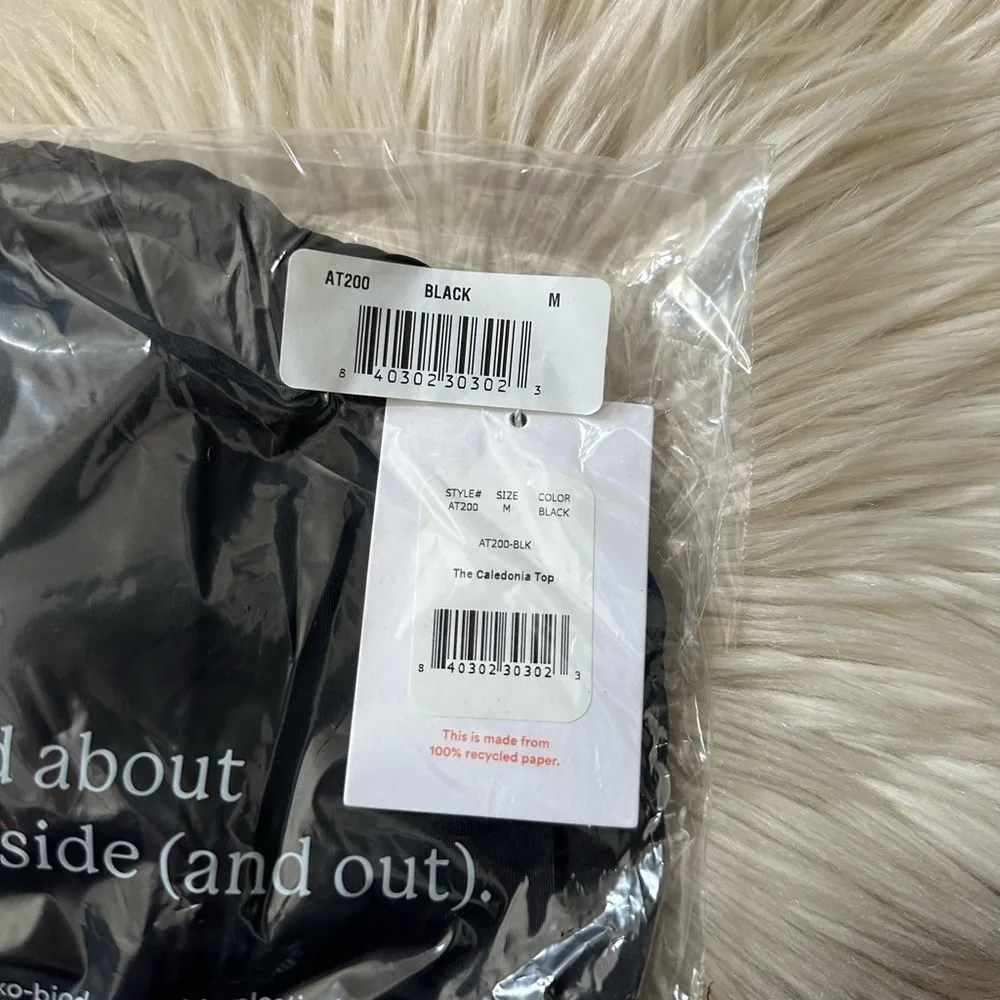 AT200 BLACK M
8 40302 30302 3
STYLE# SIZE COLOR
AT200 M BLACK
AT200-BLK
The Caledonia Top
8 40302 30302 3
This is made from
100% recycled paper.
about
side (and out).